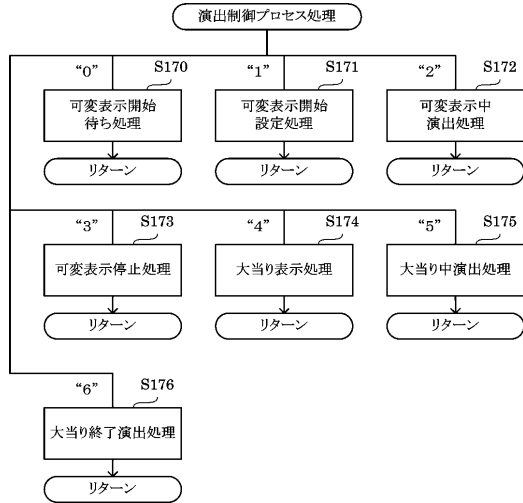 演出制御プロセス処理
“0”
S170
“1”
S171
“2”
S172
可変表示開始
待ち処理
可変表示開始
設定処理
可変表示中
演出処理
リターン
リターン
リターン
“3”
S173
“4”
S174
“5”
S175
可変表示停止処理
大当り表示処理
大当り中演出処理
リターン
リターン
リターン
“6”
S176
大当り終了演出処理
リターン